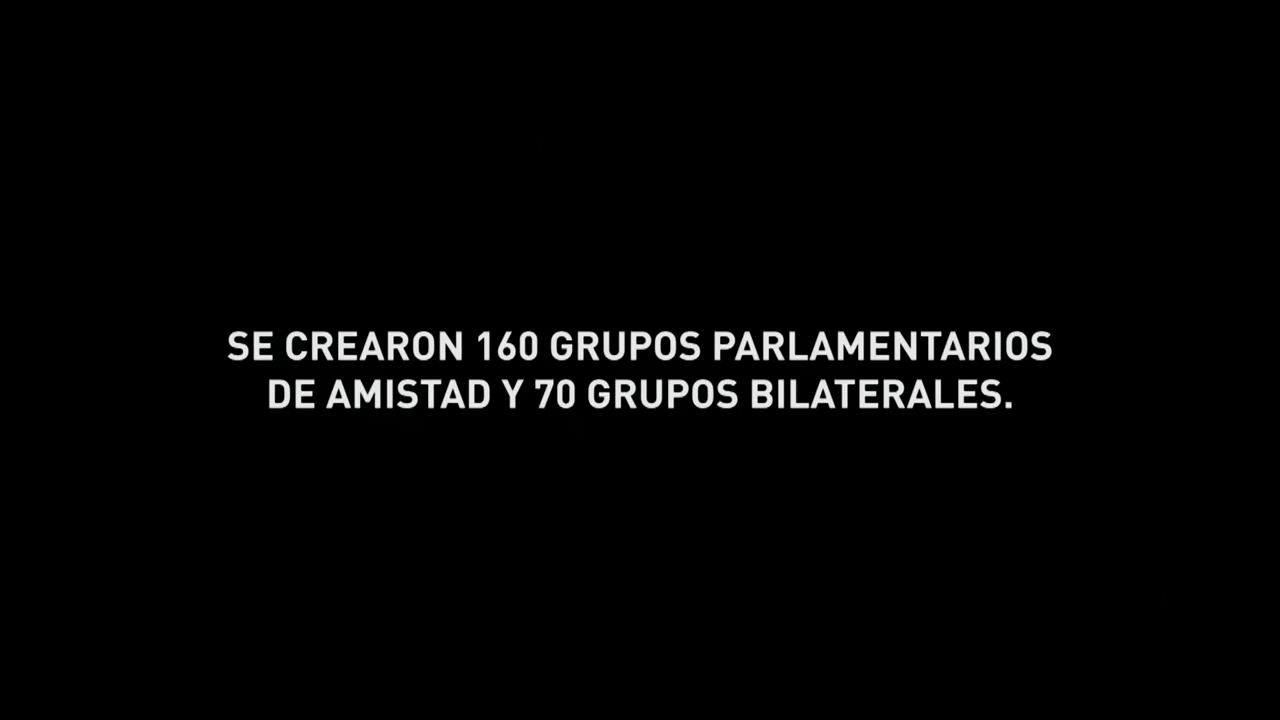 SE CREARON 160 GRUPOS PARLAMENTARIOS
DE AMISTAD Y 70 GRUPOS BILATERALES.